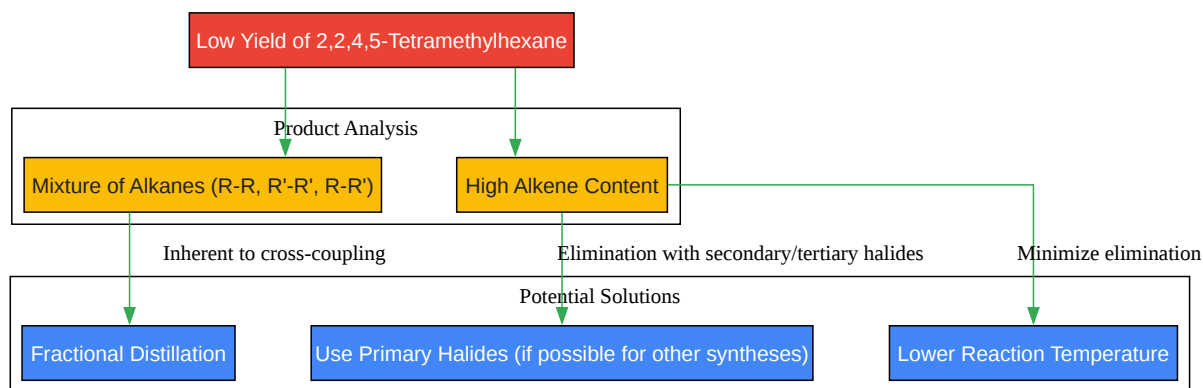 Low Yield of 2,2,4,5-Tetramethylhexane
Product Analysis
Mixture of Alkanes (R-R, R'-R', R-R')
High Alkene Content
Inherent to cross-coupling
Elimination with secondary/tertiary halides
Minimize elimination
Potential Solutions
Fractional Distillation
Use Primary Halides (if possible for other syntheses)
Lower Reaction Temperature